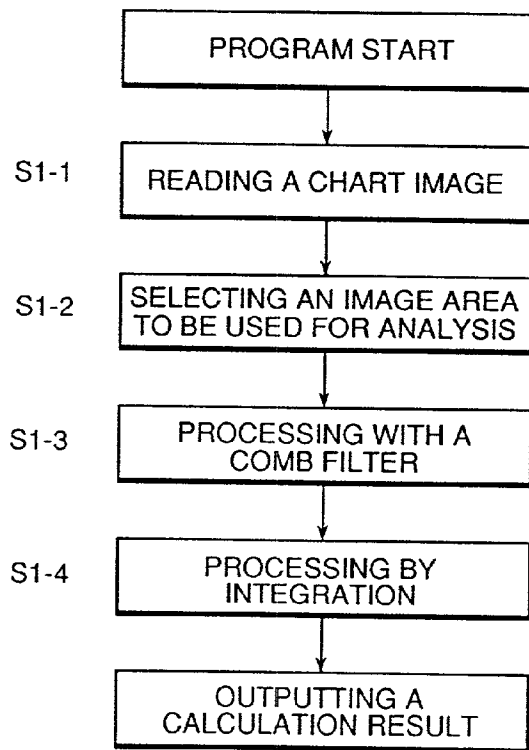 PROGRAM START
S1-1
READING A CHART IMAGE
S1-2
SELECTING AN IMAGE AREA
TO BE USED FOR ANALYSIS
S1-3
PROCESSING WITH A
COMB FILTER
S1-4
PROCESSING BY
INTEGRATION
OUTPUTTING A
CALCULATION RESULT